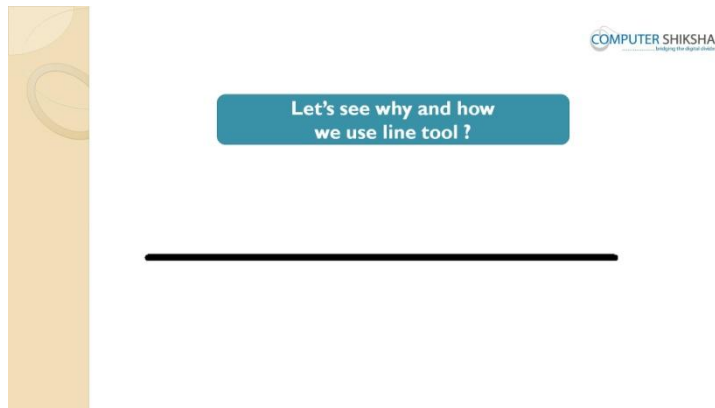 COMPUTER SHIKSHA
bridging the digital divide
Let's see why and how
we use line tool ?